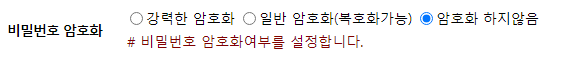 비밀번호 암호화
강력한 암호화 일반 암호화(복호화가능) 암호화 하지않음
# 비밀번호 암호화여부를 설정합니다.